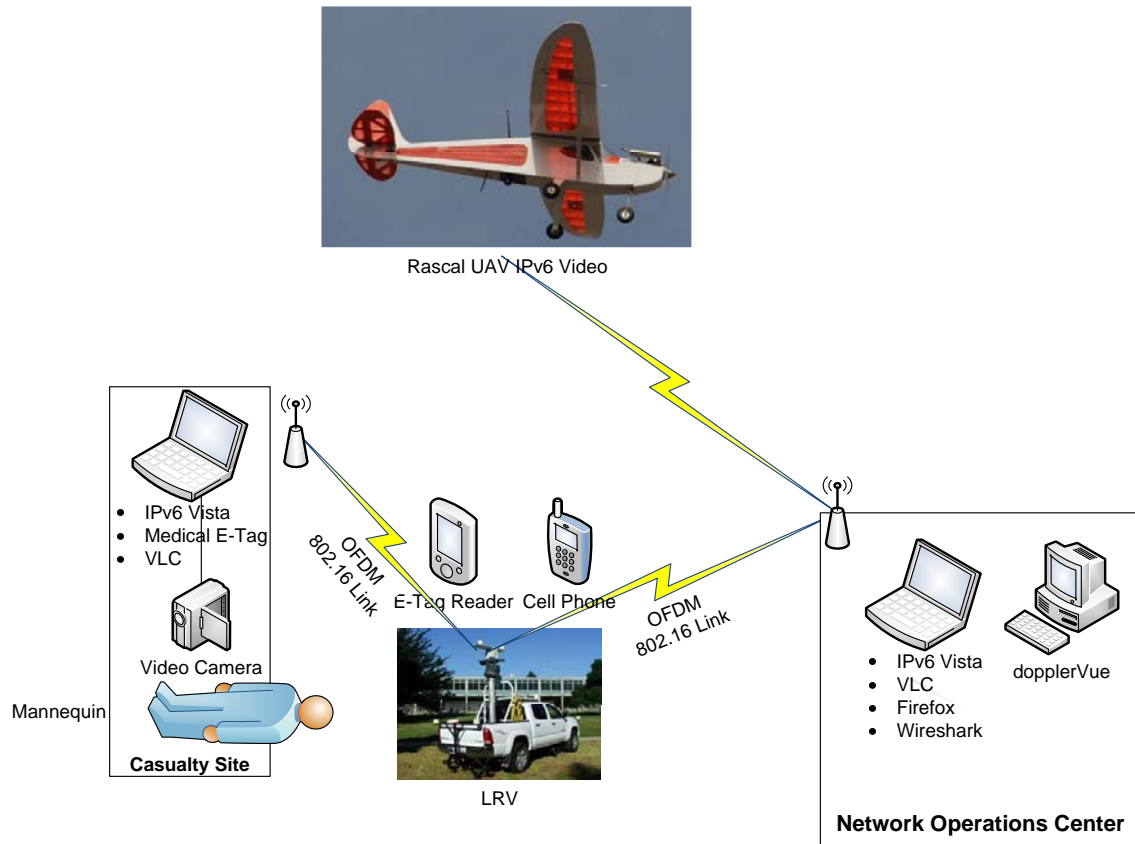 Rascal UAV IPv6 Video
• IPv6 Vista
• Medical E-Tag
• VLC
Video Camera
Mannequin
Casualty Site
OFDM
802.16 Link
E-Tag Reader
Cell Phone
OFDM
802.16 Link
LRV
• IPv6 Vista
• VLC
• Firefox
• Wireshark
dopplerVue
Network Operations Center